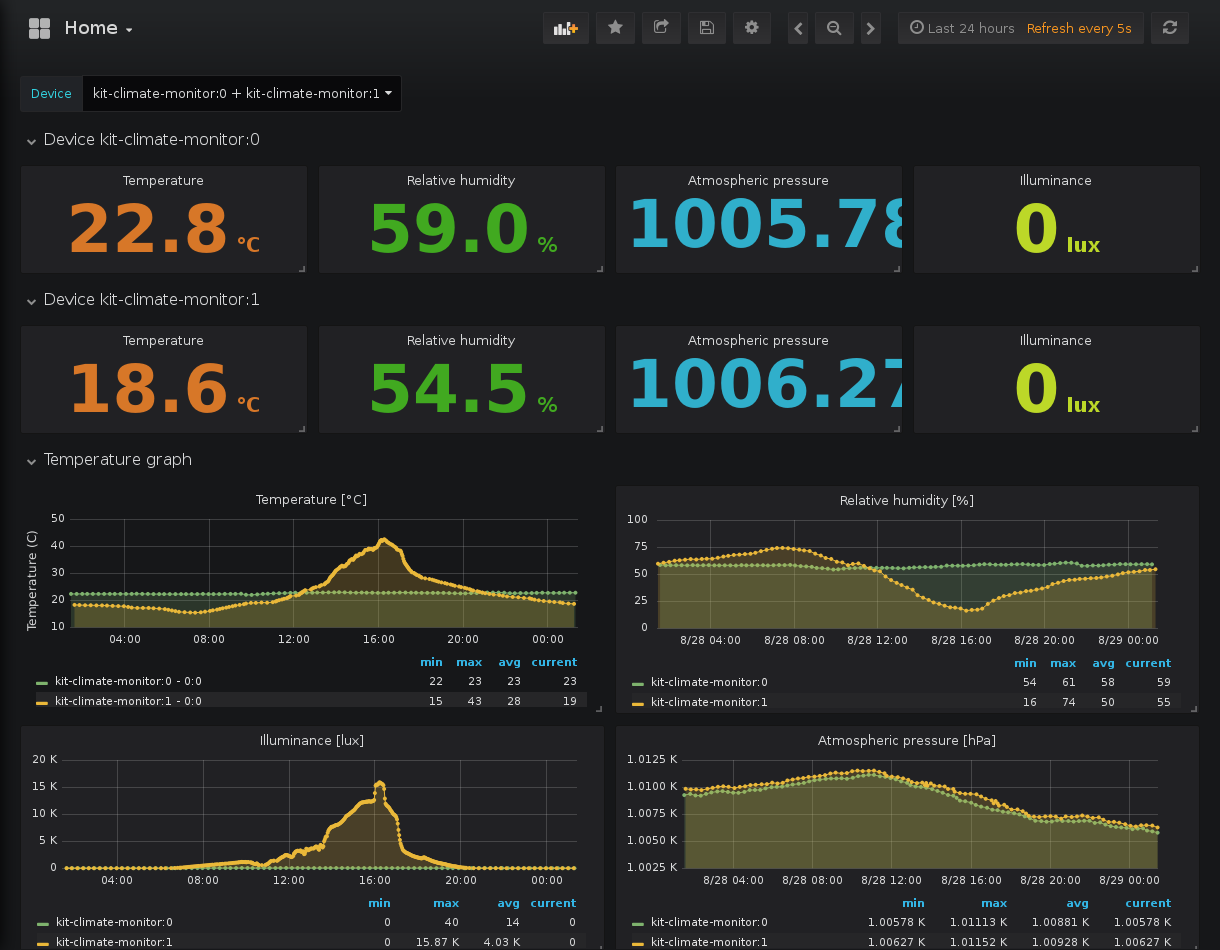 Home
Last 24 hours Refresh every 5s
Device kit-climate-monitor:0 + kit-climate-monitor:1
Device kit-climate-monitor:0
Temperature Relative humidity Atmospheric pressure Illuminance
22.8 °C 59.0 % 1005.78 0 lux
Device kit-climate-monitor:1
Temperature Relative humidity Atmospheric pressure Illuminance
18.6 °C 54.5 % 1006.27 0 lux
Temperature graph
Temperature [°C]
Temperature (C)
50
40
30
20
10
04:00 08:00 12:00 16:00 20:00 00:00
min max avg current
kit-climate-monitor:0 - 0:0 22 23 23 23
kit-climate-monitor:1 - 0:0 15 43 28 19
Relative humidity [%]
100
75
50
25
0
8/28 04:00 8/28 08:00 8/28 12:00 8/28 16:00 8/28 20:00 8/29 00:00
min max avg current
kit-climate-monitor:0 54 61 58 59
kit-climate-monitor:1 16 74 50 55
Illuminance [lux]
20 K
15 K
10 K
5 K
0
04:00 08:00 12:00 16:00 20:00 00:00
min max avg current
kit-climate-monitor:0 0 40 14 0
kit-climate-monitor:1 0 15.87 K 4.03 K 0
Atmospheric pressure [hPa]
1.0125 K
1.0100 K
1.0075 K
1.0050 K
1.0025 K
8/28 04:00 8/28 08:00 8/28 12:00 8/28 16:00 8/28 20:00 8/29 00:00
min max avg current
kit-climate-monitor:0 1.00578 K 1.01113 K 1.00881 K 1.00578 K
kit-climate-monitor:1 1.00627 K 1.01152 K 1.00928 K 1.00627 K